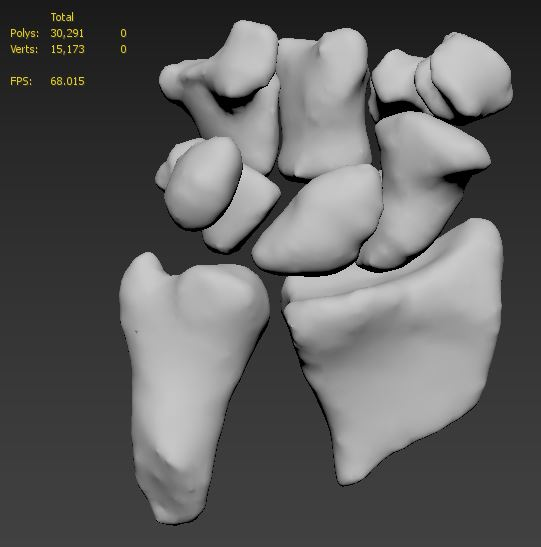 Total
Polys: 30,291 0
Verts: 15,173 0
FPS: 68.015